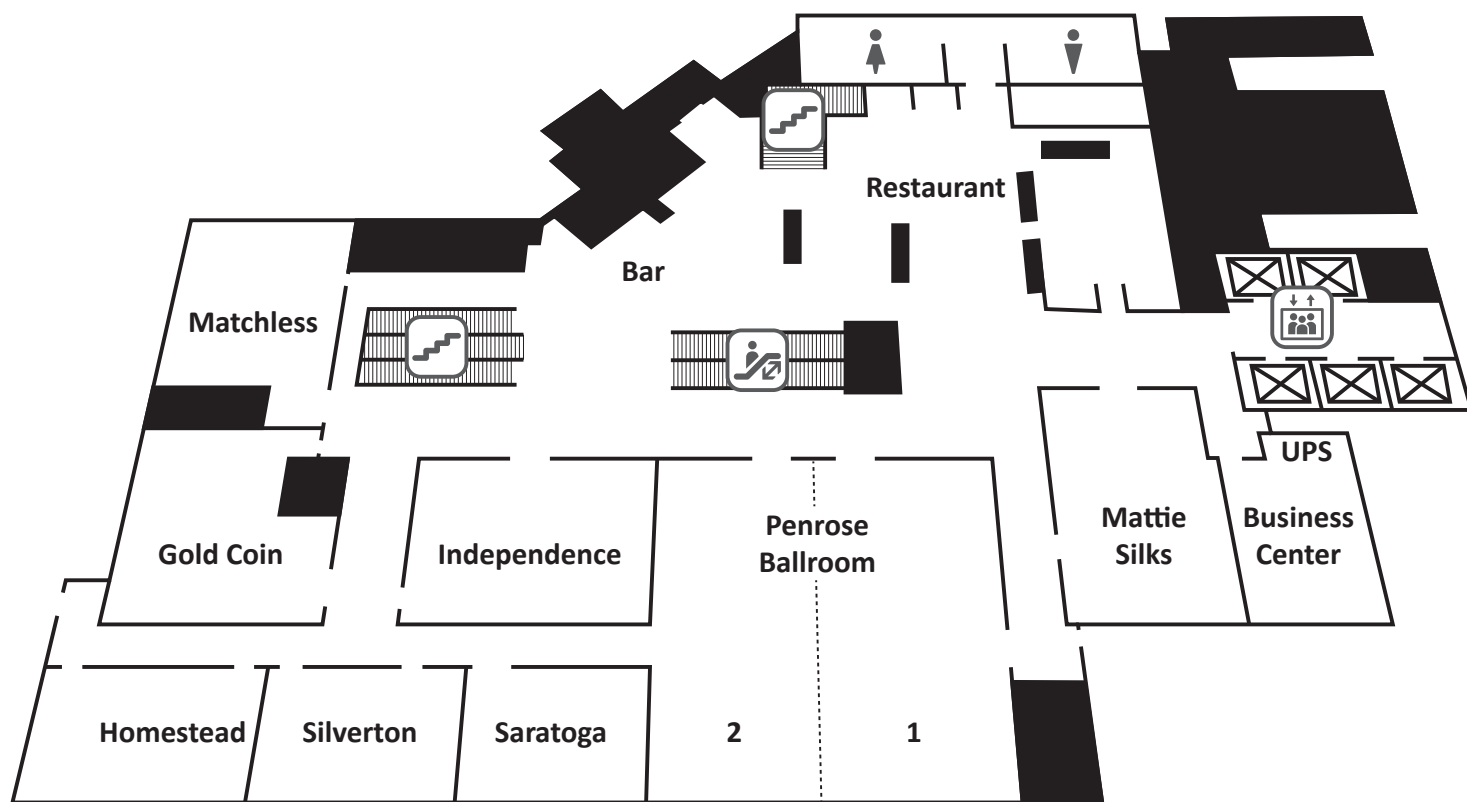 Restaurant
Bar
Matchless
UPS
Gold Coin
Independence
Penrose
Ballroom
Mattie
Silks
Business
Center
Homestead
Silverton
Saratoga
2
1